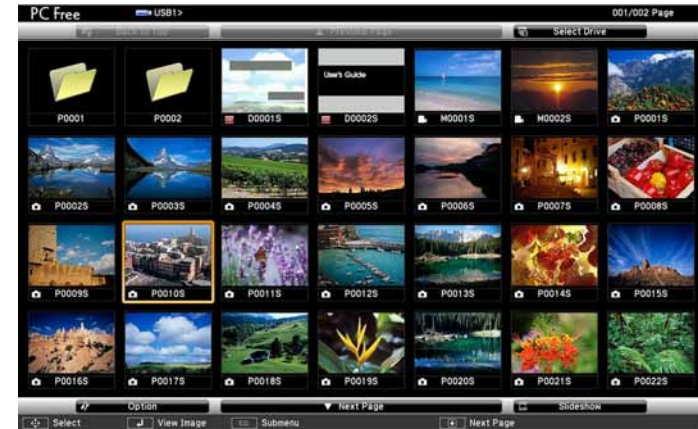 PC Free USB1> 001/002 Page
Back to Top Previous Page Select Drive
User's Guide
P0001 P0002 D0001S D0002S M0001S M0002S P0001S
P0002S P0003S P0004S P0005S P0006S P0007S P0008S
P0009S P0010S P0011S P0012S P0013S P0014S P0015S
P0016S P0017S P0018S P0019S P0020S P0021S P0022S
Option Next Page Slideshow
Select View Image Submenu Next Page